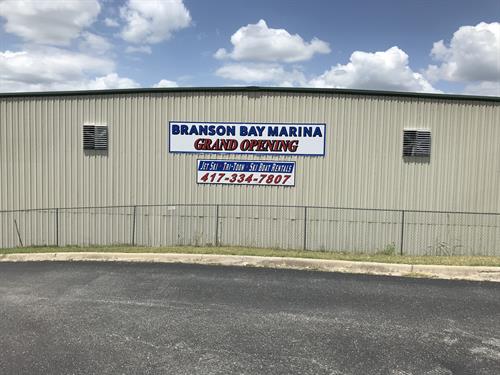 BRANSON BAY MARINA
GRAND OPENING
JET SKI · TRI-TOON · SKI BOAT RENTALS
417-334-7807